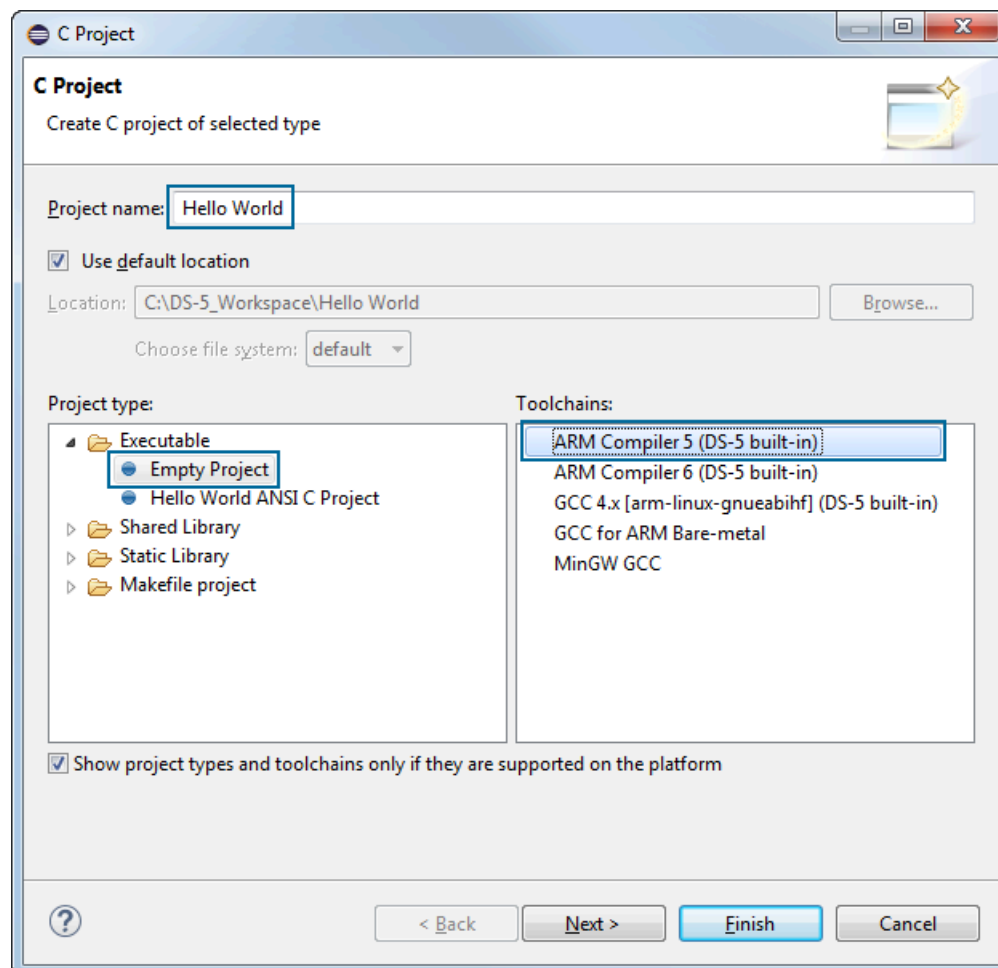 C Project
C Project
Create C project of selected type
Project name: Hello World
Use default location
Location: C:\DS-5_Workspace\Hello World Browse...
Choose file system: default
Project type: Toolchains:
Executable ARM Compiler 5 (DS-5 built-in)
Empty Project ARM Compiler 6 (DS-5 built-in)
Hello World ANSI C Project GCC 4.x [arm-linux-gnueabihf] (DS-5 built-in)
Shared Library GCC for ARM Bare-metal
Static Library MinGW GCC
Makefile project
Show project types and toolchains only if they are supported on the platform
? < Back Next > Finish Cancel